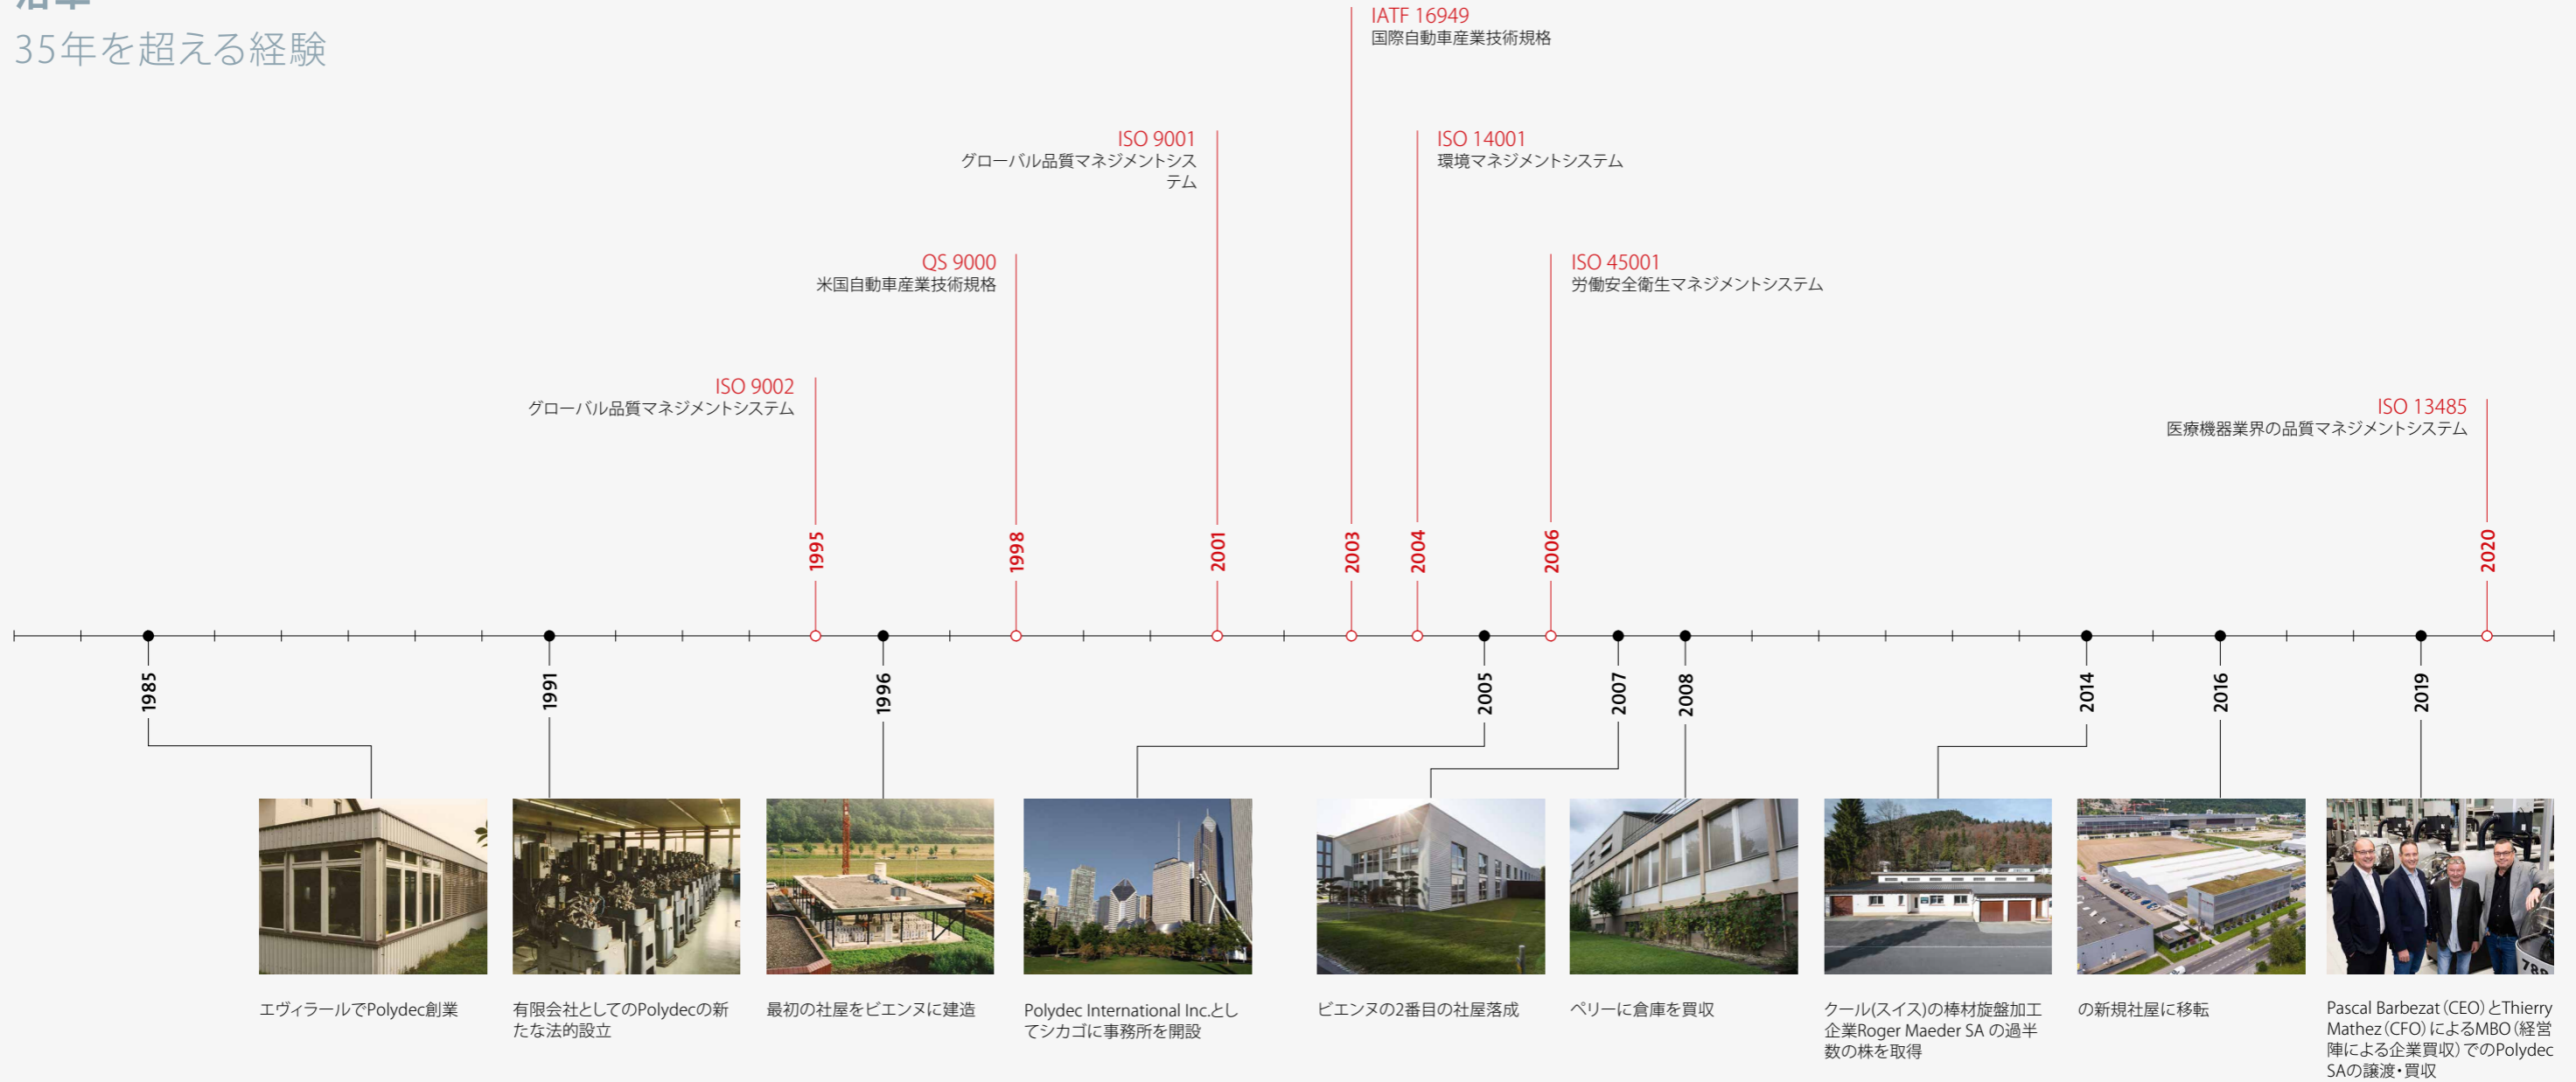 35年を超える経験
IATF 16949
国際自動車産業技術規格
ISO 9001
グローバル品質マネジメントシス
テム
ISO 14001
環境マネジメントシステム
QS 9000
米国自動車産業技術規格
ISO 45001
労働安全衛生マネジメントシステム
ISO 9002
グローバル品質マネジメントシステム
ISO 13485
医療機器業界の品質マネジメントシステム
1995
1998
2001
2003
2004
2006
2020
1985
1991
1996
2005
2007
2008
2014
2016
2019
エヴィラールでPolydec創業
有限会社としてのPolydecの新
たな法的設立
最初の社屋をビエンヌに建造
Polydec International Inc.とし
てシカゴに事務所を開設
ビエンヌの2番目の社屋落成
ペリーに倉庫を買収
クール(スイス)の棒材旋盤加工
企業Roger Maeder SA の過半
数の株を取得
の新規社屋に移転
Pascal Barbezat（CEO）とThierry
Mathez（CFO）によるMBO（経営
陣による企業買収）でのPolydec
SAの譲渡・買収